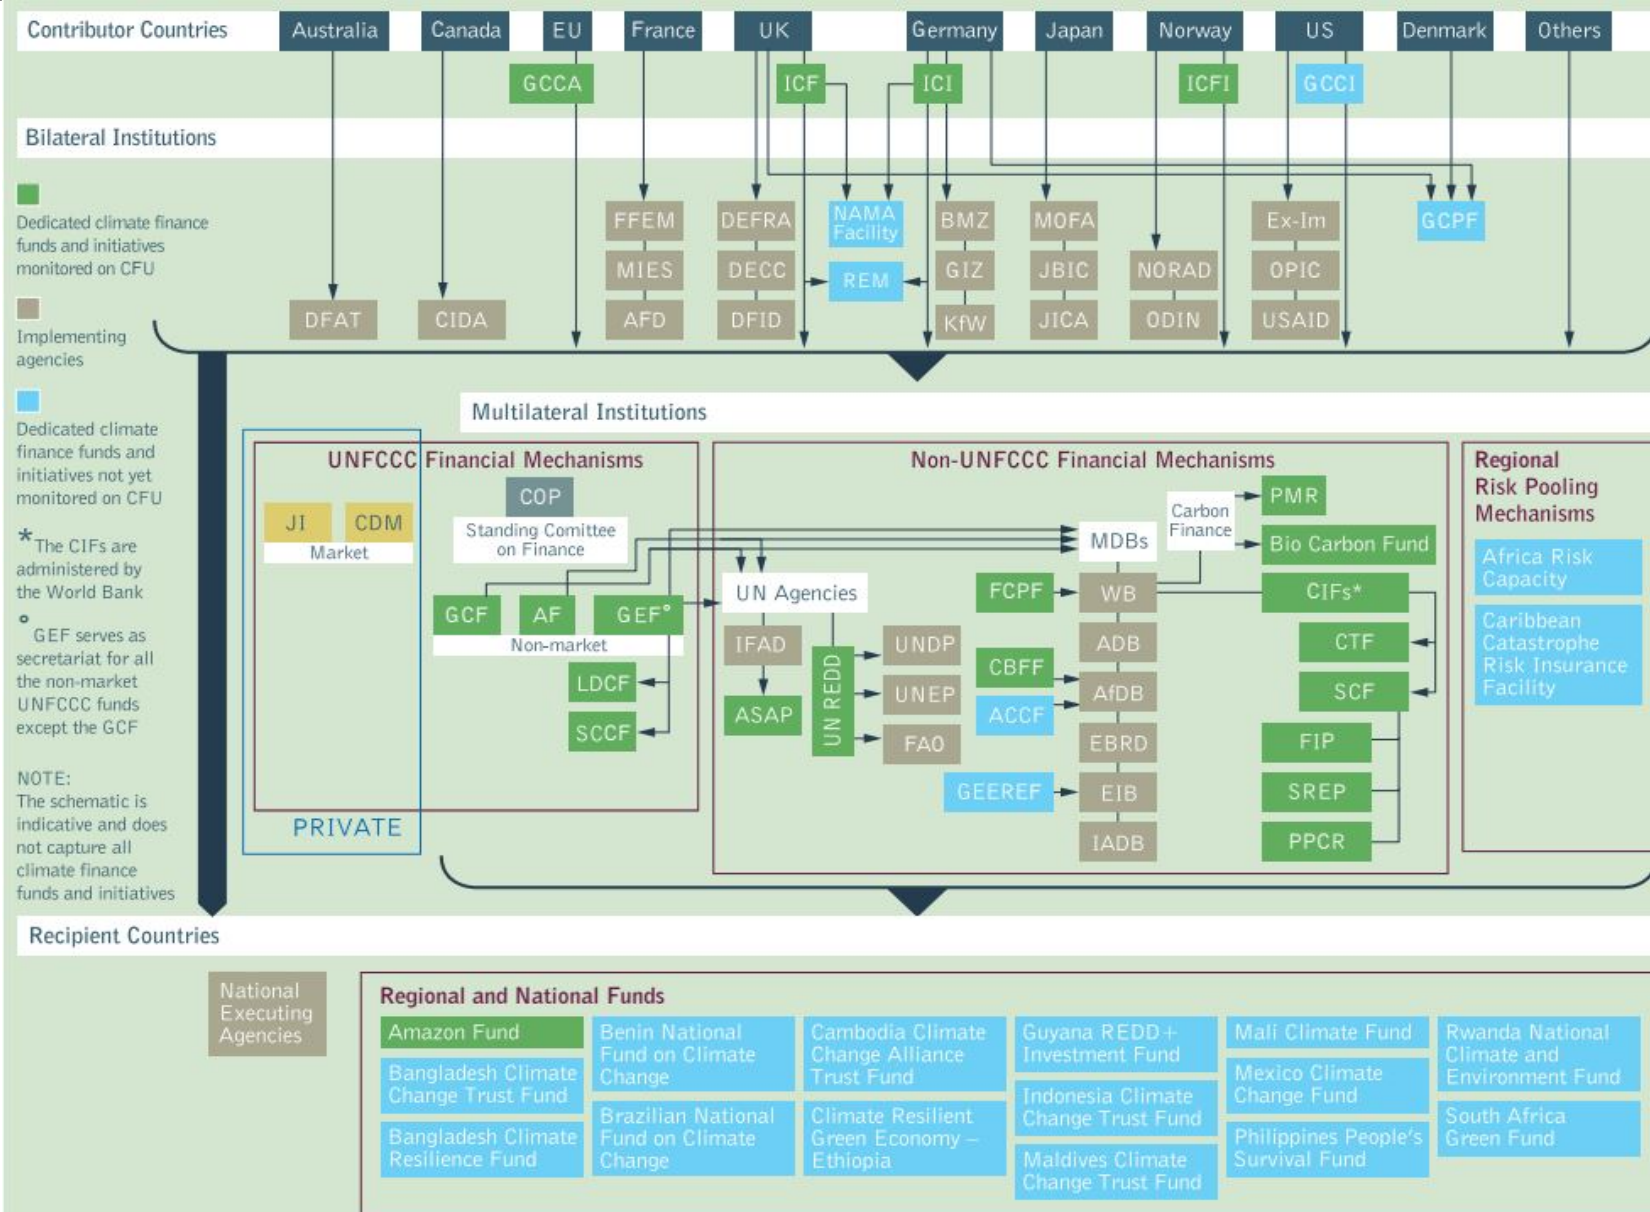 Contributor Countries
Australia
Canada
EU
France
UK
Germany
Japan
Norway
US
Denmark
Others
GCCA
ICF
ICI
ICFI
GCCI
Bilateral Institutions
Dedicated climate finance
funds and initiatives
monitored on CFU
Implementing
agencies
Dedicated climate
finance funds and
initiatives not yet
monitored on CFU
*The CIFs are
administered by
the World Bank
° GEF serves as
secretariat for all
the non-market
UNFCCC funds
except the GCF
NOTE:
The schematic is
indicative and does
not capture all
climate finance
funds and initiatives
DFAT
CIDA
FFEM
MIES
AFD
DEFRA
DECC
DFID
NAMA
Facility
REM
BMZ
GIZ
KfW
MOFA
JBIC
JICA
NORAD
ODIN
Ex-Im
OPIC
USAID
GCPF
Multilateral Institutions
UNFCCC Financial Mechanisms
JI
CDM
Market
PRIVATE
COP
Standing Comittee
on Finance
GCF
AF
GEF°
Non-market
LDCF
SCCF
Non-UNFCCC Financial Mechanisms
UN Agencies
IFAD
ASAP
UN REDD
UNDP
UNEP
FAO
FCPF
CBFF
ACCF
GEEREF
MDBs
WB
ADB
AfDB
EBRD
EIB
IADB
Carbon
Finance
PMR
Bio Carbon Fund
CIFs*
CTF
SCF
FIP
SREP
PPCR
Regional
Risk Pooling
Mechanisms
Africa Risk
Capacity
Caribbean
Catastrophe
Risk Insurance
Facility
Recipient Countries
National
Executing
Agencies
Regional and National Funds
Amazon Fund
Bangladesh Climate
Change Trust Fund
Bangladesh Climate
Resilience Fund
Benin National
Fund on Climate
Change
Brazilian National
Fund on Climate
Change
Cambodia Climate
Change Alliance
Trust Fund
Climate Resilient
Green Economy –
Ethiopia
Guyana REDD+
Investment Fund
Indonesia Climate
Change Trust Fund
Maldives Climate
Change Trust Fund
Mali Climate Fund
Mexico Climate
Change Fund
Philippines People's
Survival Fund
Rwanda National
Climate and
Environment Fund
South Africa
Green Fund